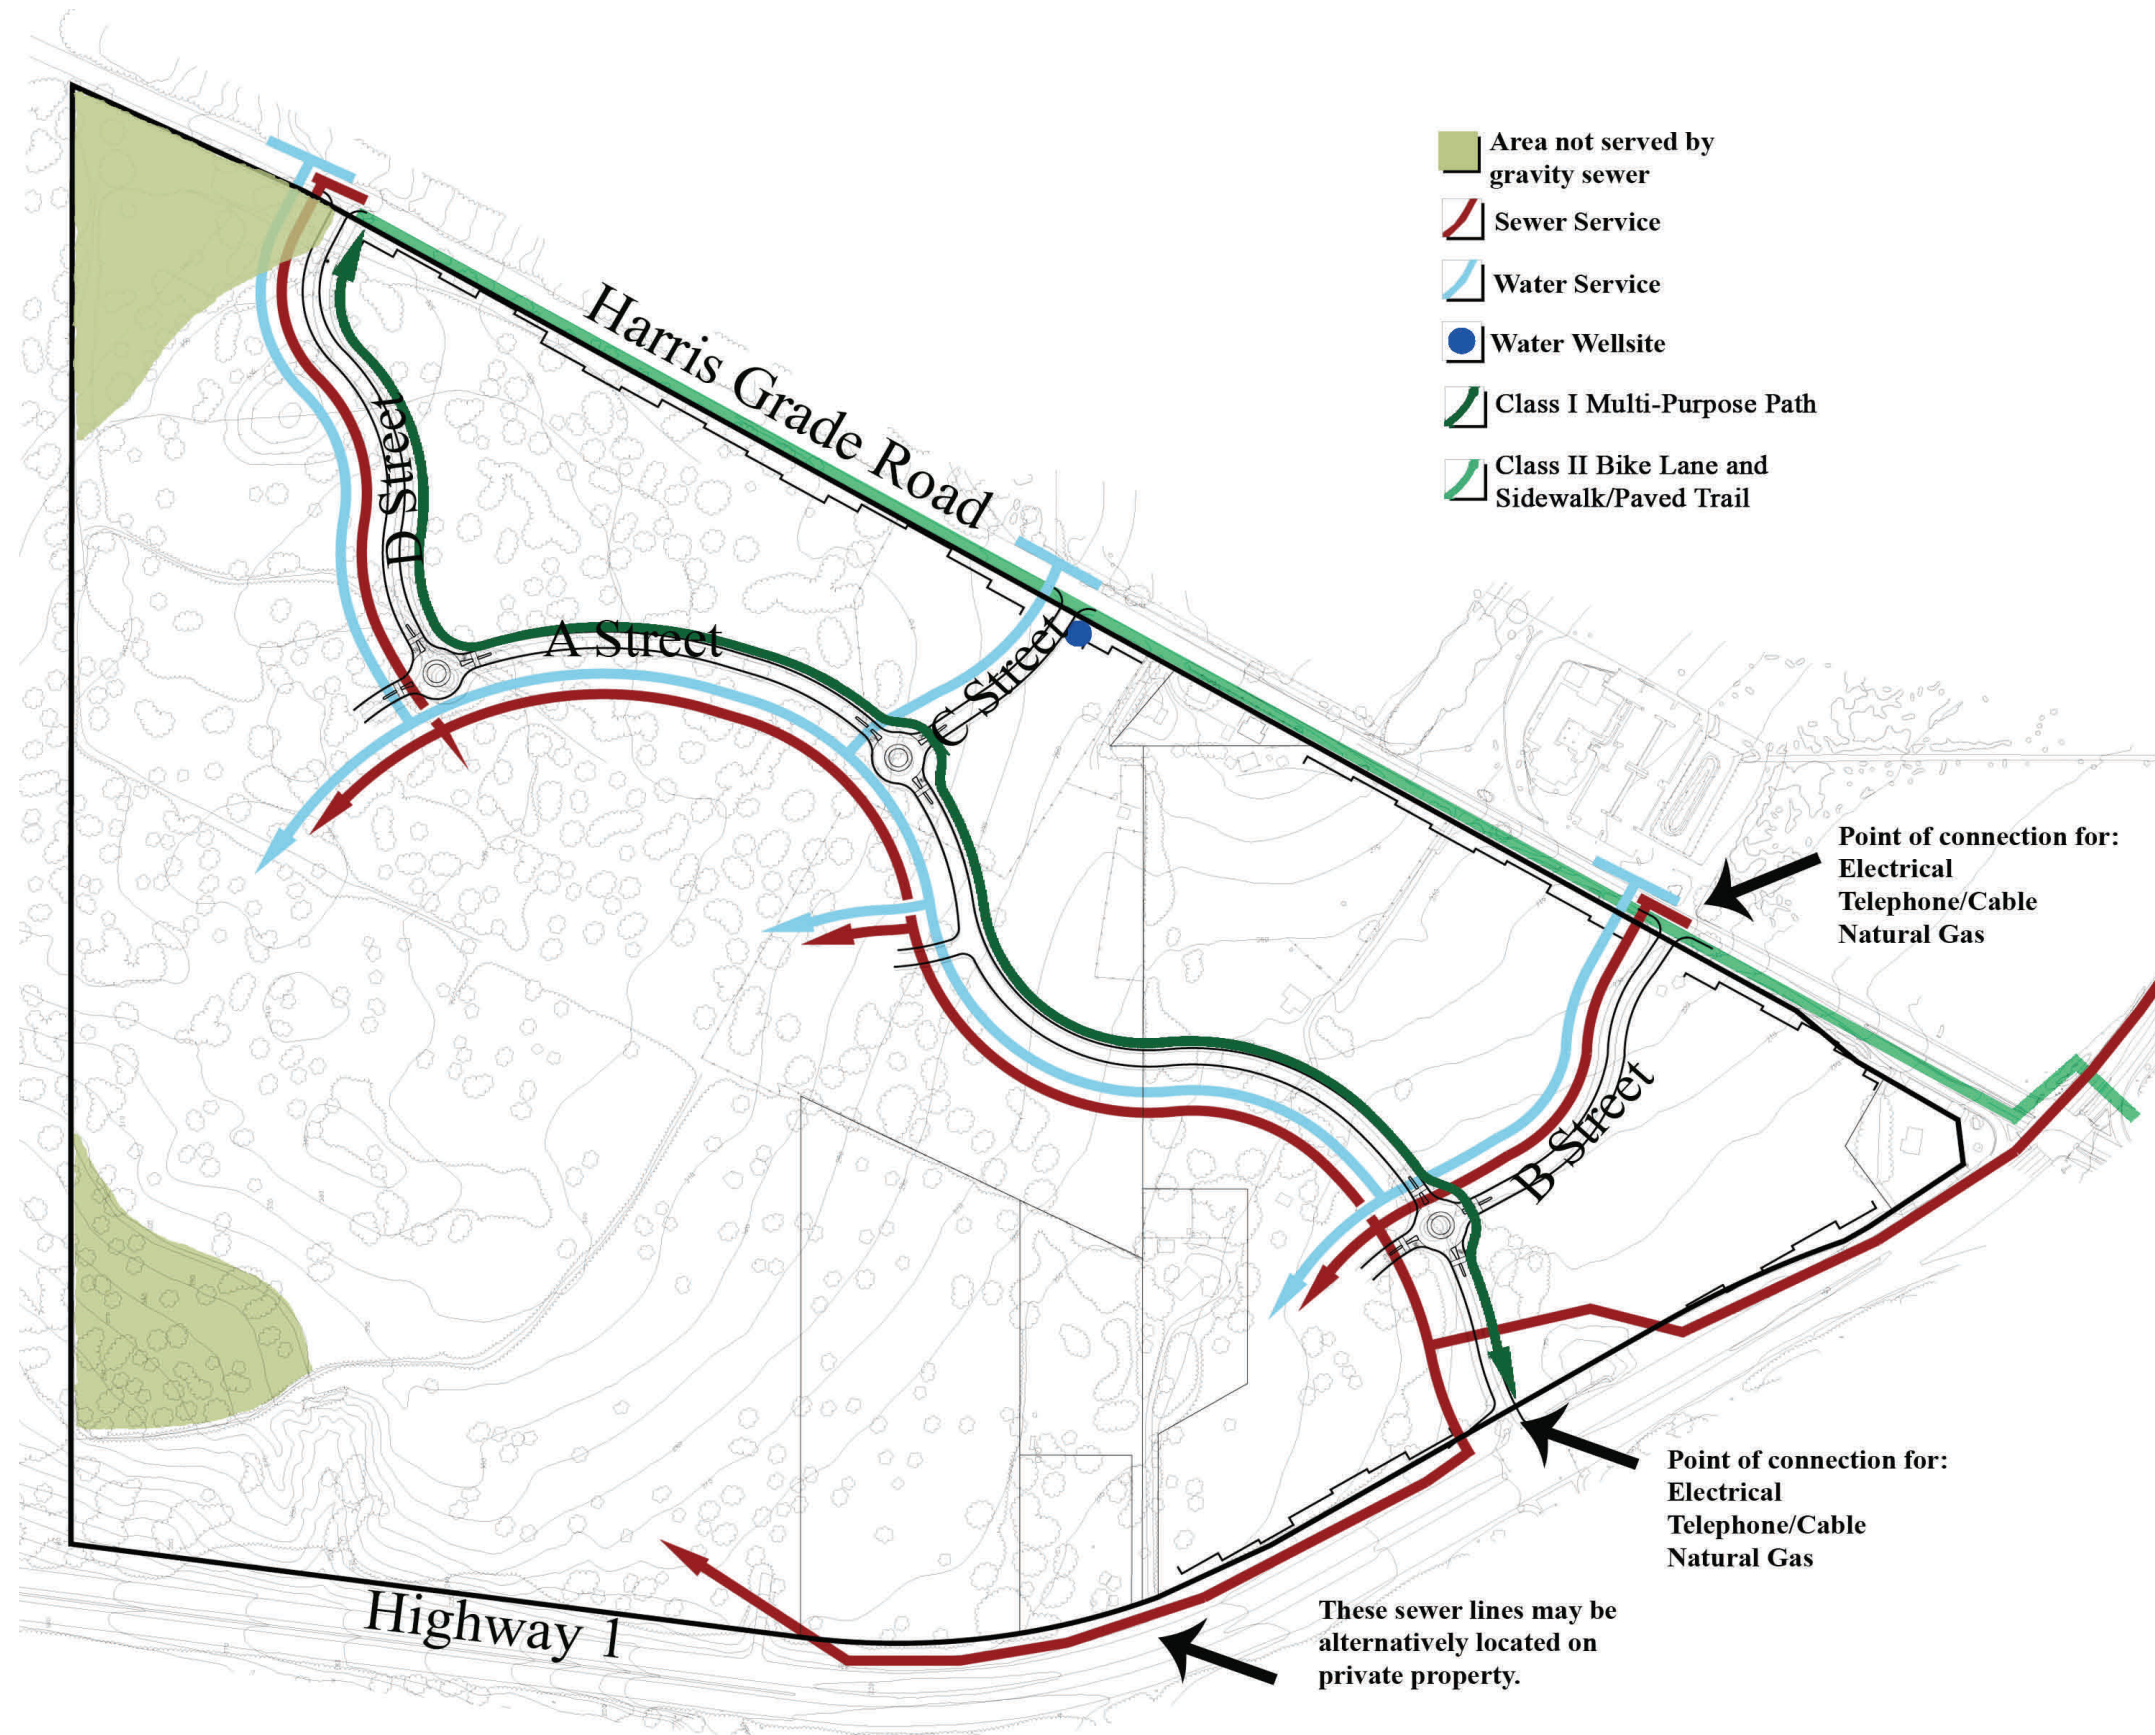 Area not served by
gravity sewer
Sewer Service
Water Service
Water Wellsite
Class I Multi-Purpose Path
Class II Bike Lane and
Sidewalk/Paved Trail
Harris Grade Road
D Street
A Street
C Street
Point of connection for:
Electrical
Telephone/Cable
Natural Gas
B Street
Point of connection for:
Electrical
Telephone/Cable
Natural Gas
Highway 1
These sewer lines may be
alternatively located on
private property.